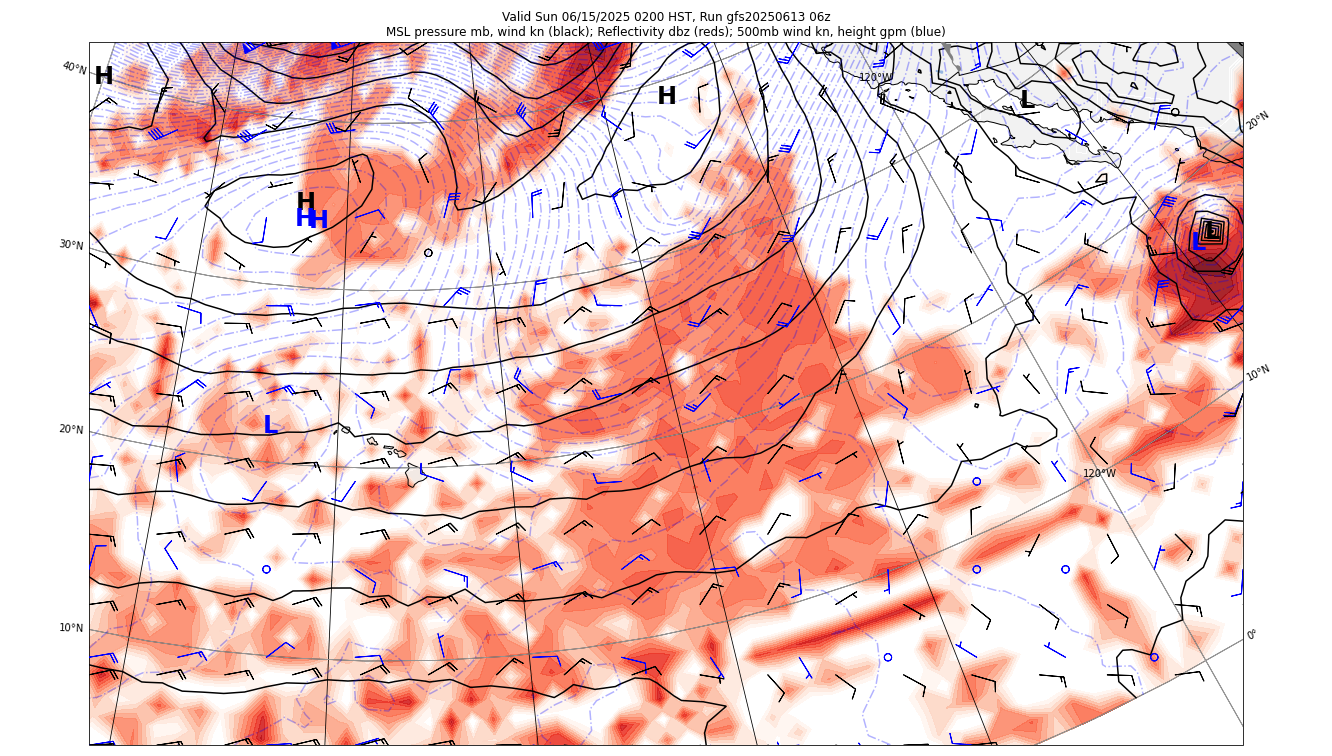 Valid Sun 06/15/2025 0200 HST, Run gfs20250613 06z
MSL pressure mb, wind kn (black); Reflectivity dbz (reds); 500mb wind kn, height gpm (blue)
40°N
H
H
120°W
L
20°N
30°N
H
H
H
L
L
10°N
20°N
L
L
120°W
10°N
0°